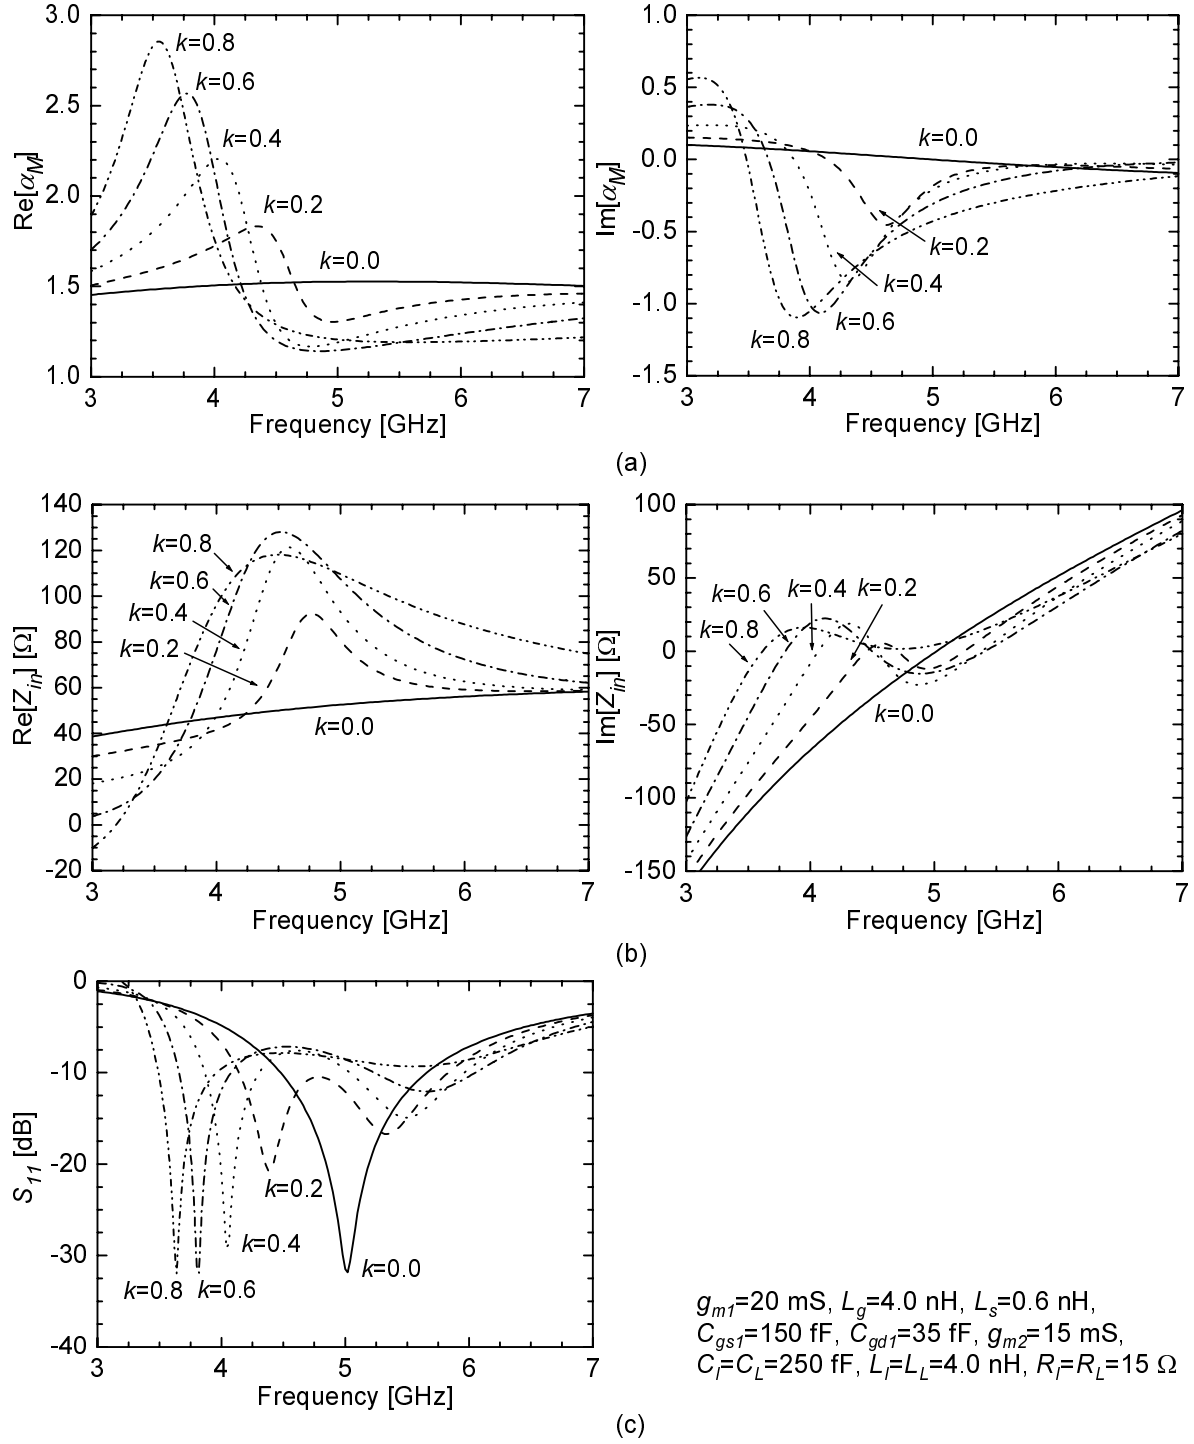 3.0
2.5
2.0
1.5
1.0
Re[αM]
k=0.8
k=0.6
k=0.4
k=0.2
k=0.0
3 4 5 6 7
Frequency [GHz]
1.0
0.5
0.0
-0.5
-1.0
-1.5
Im[αM]
k=0.0
k=0.2
k=0.4
k=0.6
k=0.8
3 4 5 6 7
Frequency [GHz]
(a)
140
120
100
80
60
40
20
0
-20
Re[Zin] [Ω]
k=0.8
k=0.6
k=0.4
k=0.2
k=0.0
3 4 5 6 7
Frequency [GHz]
100
50
0
-50
-100
-150
Im[Zin] [Ω]
k=0.6
k=0.4
k=0.2
k=0.8
k=0.0
3 4 5 6 7
Frequency [GHz]
(b)
0
-10
-20
-30
-40
S11 [dB]
k=0.2
k=0.4
k=0.0
k=0.8
k=0.6
3 4 5 6 7
Frequency [GHz]
gm1=20 mS, Lg=4.0 nH, Ls=0.6 nH,
Cgs1=150 fF, Cgd1=35 fF, gm2=15 mS,
CI=CL=250 fF, LI=LL=4.0 nH, RI=RL=15 Ω
(c)